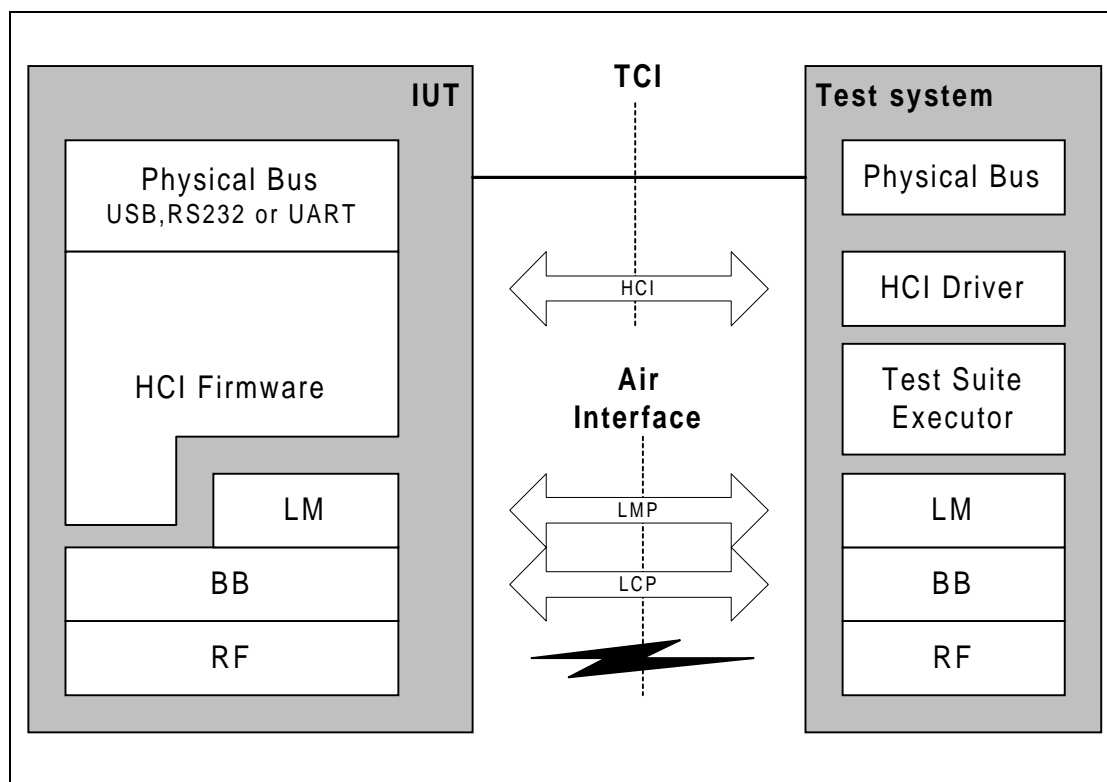 IUT
Physical Bus
USB,RS232 or UART
HCI Firmware
LM
BB
RF
TCI
HCI
Air
Interface
LMP
LCP
Test system
Physical Bus
HCI Driver
Test Suite
Executor
LM
BB
RF